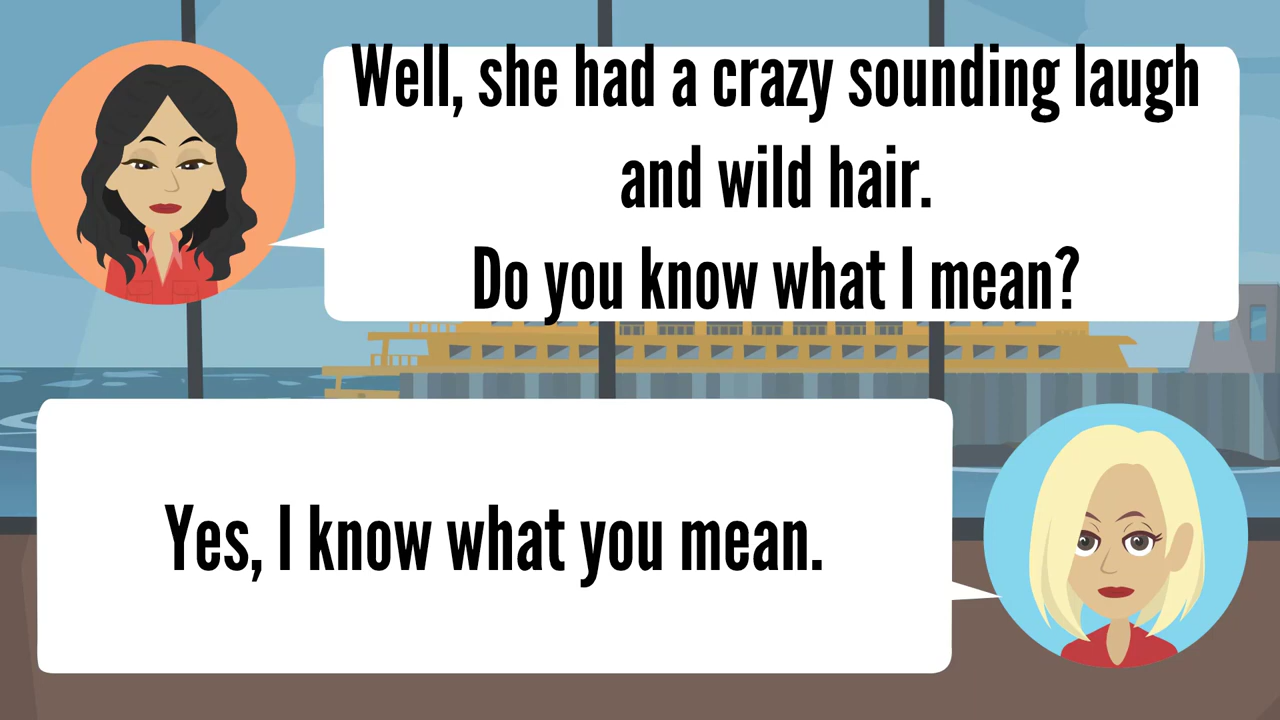 Well, she had a crazy sounding laugh
and wild hair.
Do you know what I mean?
Yes, I know what you mean.